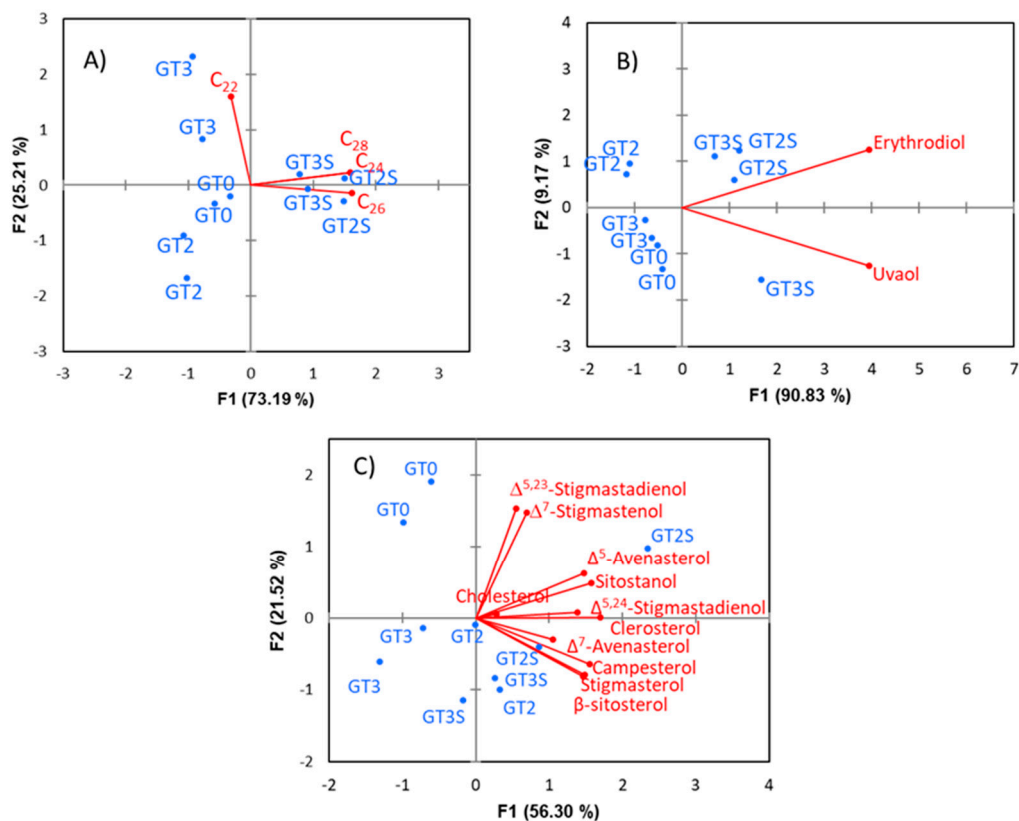 A)
3
2
1
0
-1
-2
-3
-3
-2
-1
0
1
2
3
F2 (25.21 %)
F1 (73.19 %)
GT3
C₂₂
GT3
C₂₈
C₂₄
GT3S
GT2S
GT0
GT3S
C₂₆
GT0
GT2S
GT2
GT2
B)
4
3
2
1
0
-1
-2
-3
-2
-1
0
1
2
3
4
5
6
7
F2 (9.17 %)
F1 (90.83 %)
Erythrodiol
GT2
GT3S
GT2S
GT2
GT2S
GT3
GT3
GT0
GT0
GT3S
Uvaol
C)
2
1
0
-1
-2
-2
-1
0
1
2
3
4
F2 (21.52 %)
F1 (56.30 %)
GT0
Δ⁵,²³-Stigmastadienol
GT0
Δ⁷-Stigmastenol
GT2S
Δ⁵-Avenasterol
Sitostanol
Cholesterol
Δ⁵,²⁴-Stigmastadienol
Clerosterol
GT3
GT2
Δ⁷-Avenasterol
GT2S
Campesterol
GT3
GT3S
Stigmasterol
GT3S
GT2
β-sitosterol